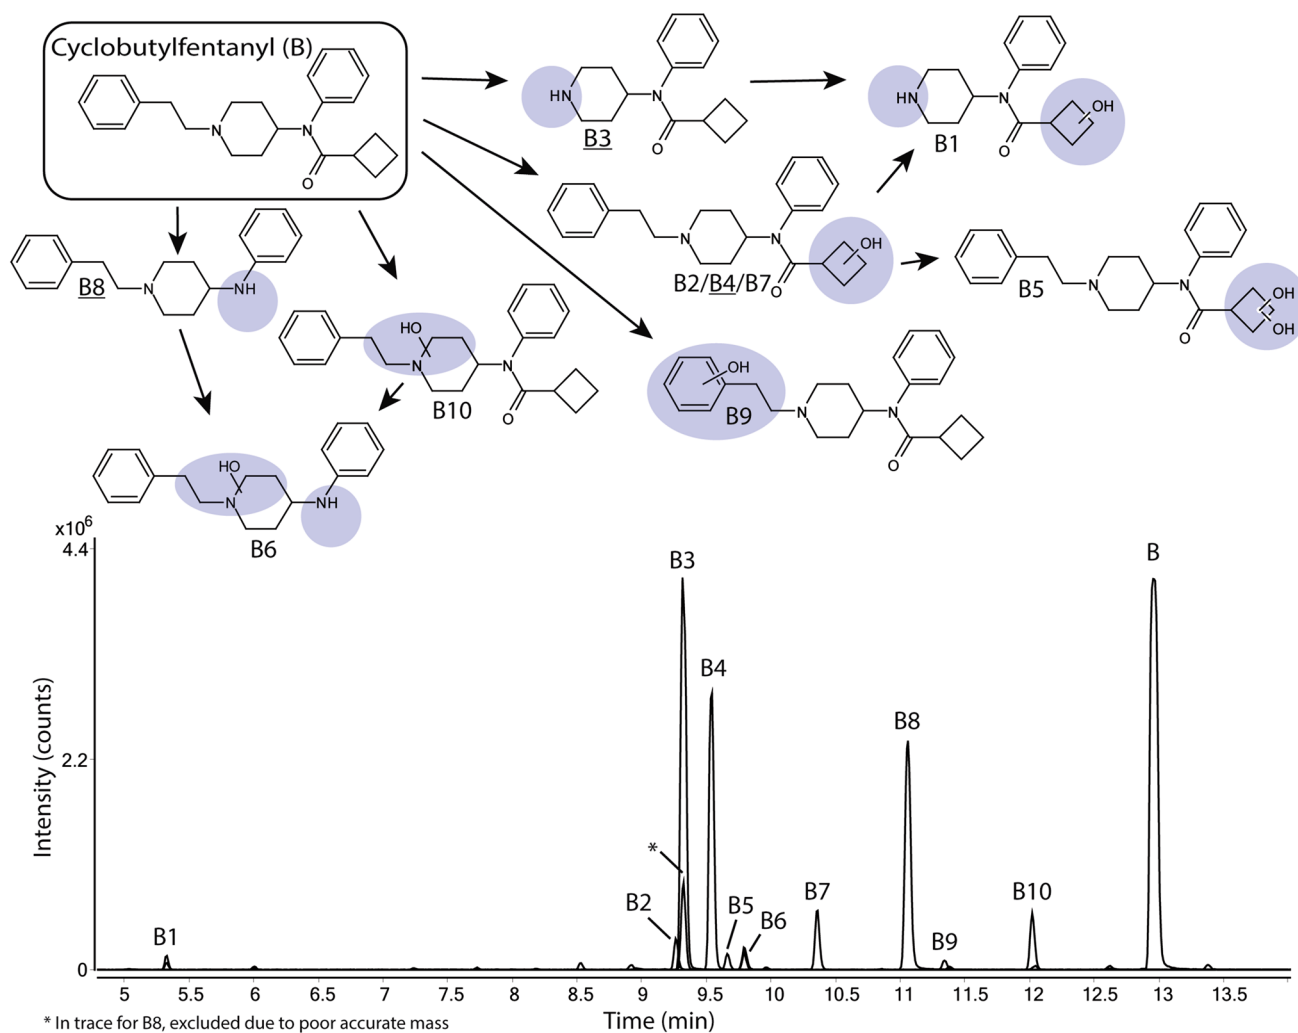 Cyclobutylfentanyl (B)
N
N
O
HN
N
O
B3
HN
N
O
OH
B1
N
N
O
OH
B2/B4/B7
N
N
O
OH
OH
B5
B8
N
NH
HO
N
N
O
B10
OH
N
N
O
B9
HO
N
NH
B6
x10⁶
4.4
2.2
0
Intensity (counts)
B1
B2
*
B3
B4
B5
B6
B7
B8
B9
B10
B
5 5.5 6 6.5 7 7.5 8 8.5 9 9.5 10 10.5 11 11.5 12 12.5 13 13.5
Time (min)
* In trace for B8, excluded due to poor accurate mass